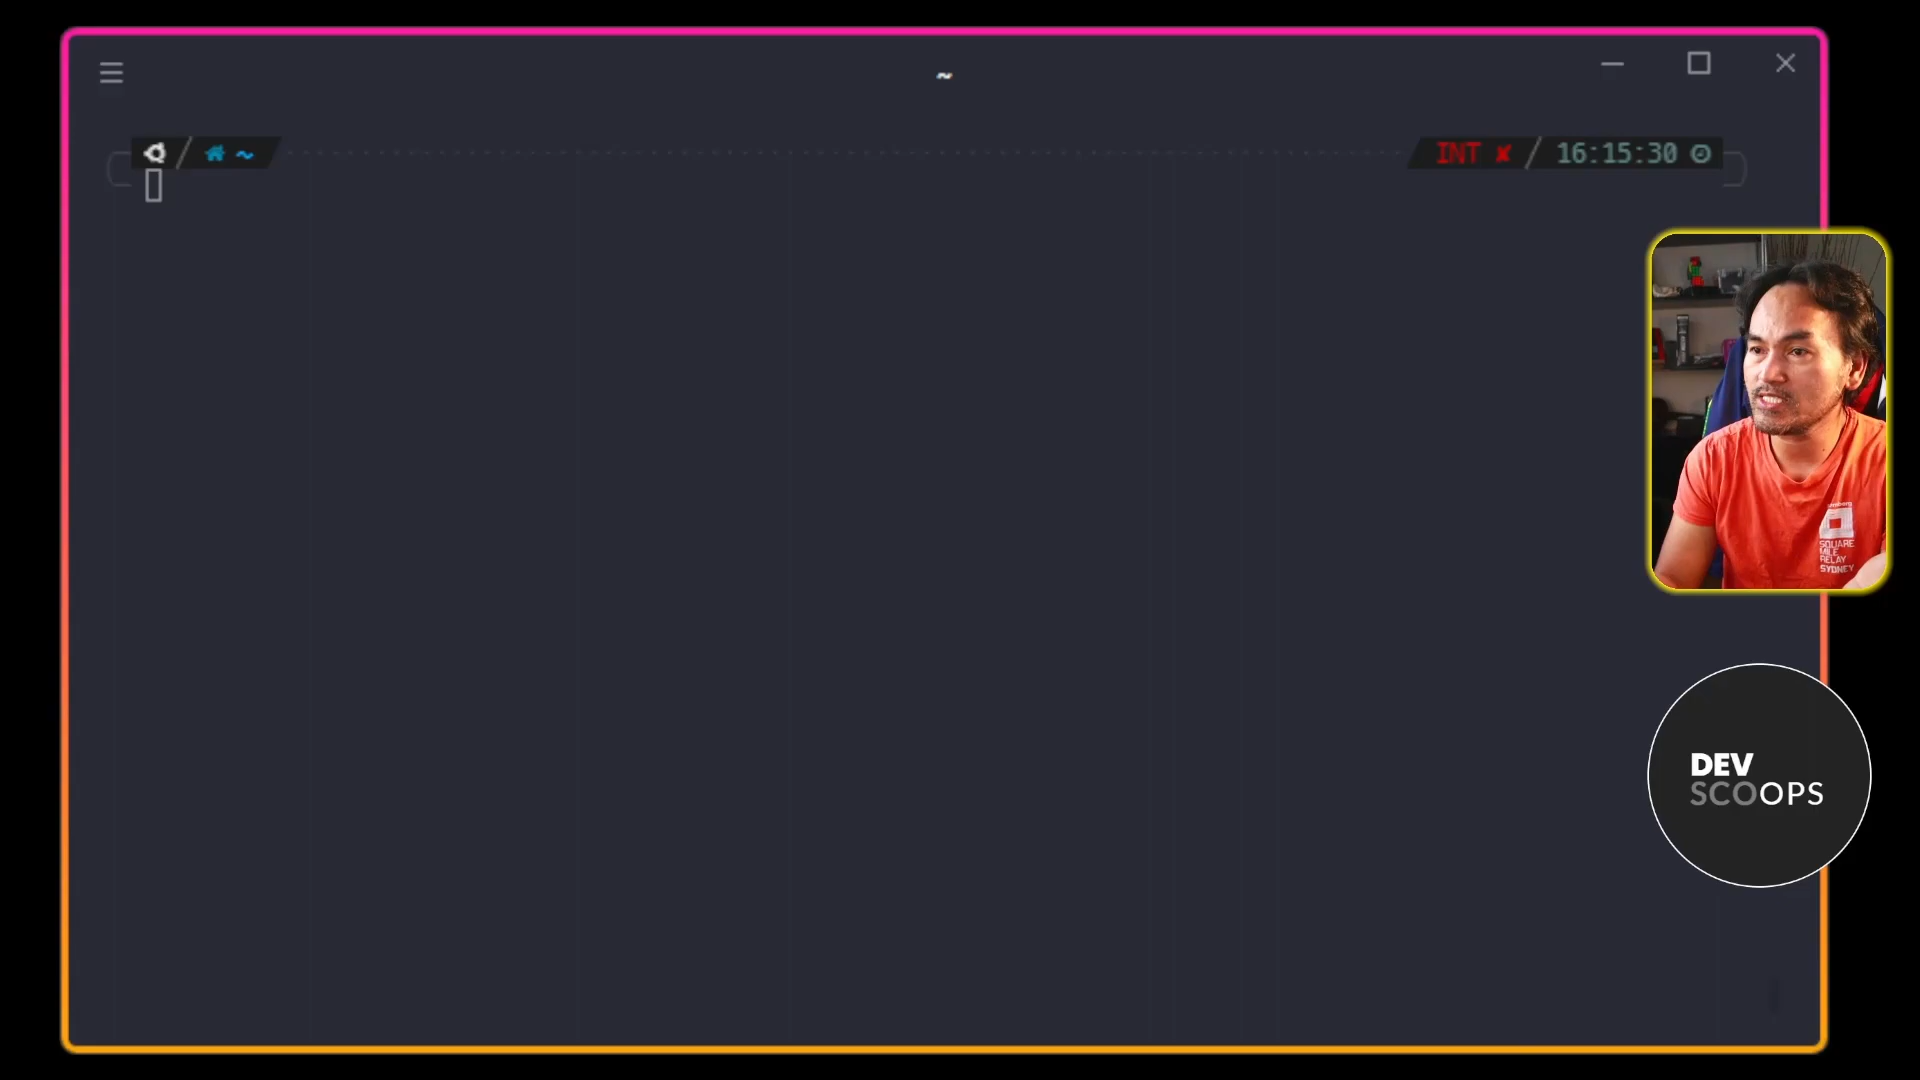 ~
~ INT ✘ 16:15:30
SQUARE
MILE
RELAY
SYDNEY
DEV
SCOOPS